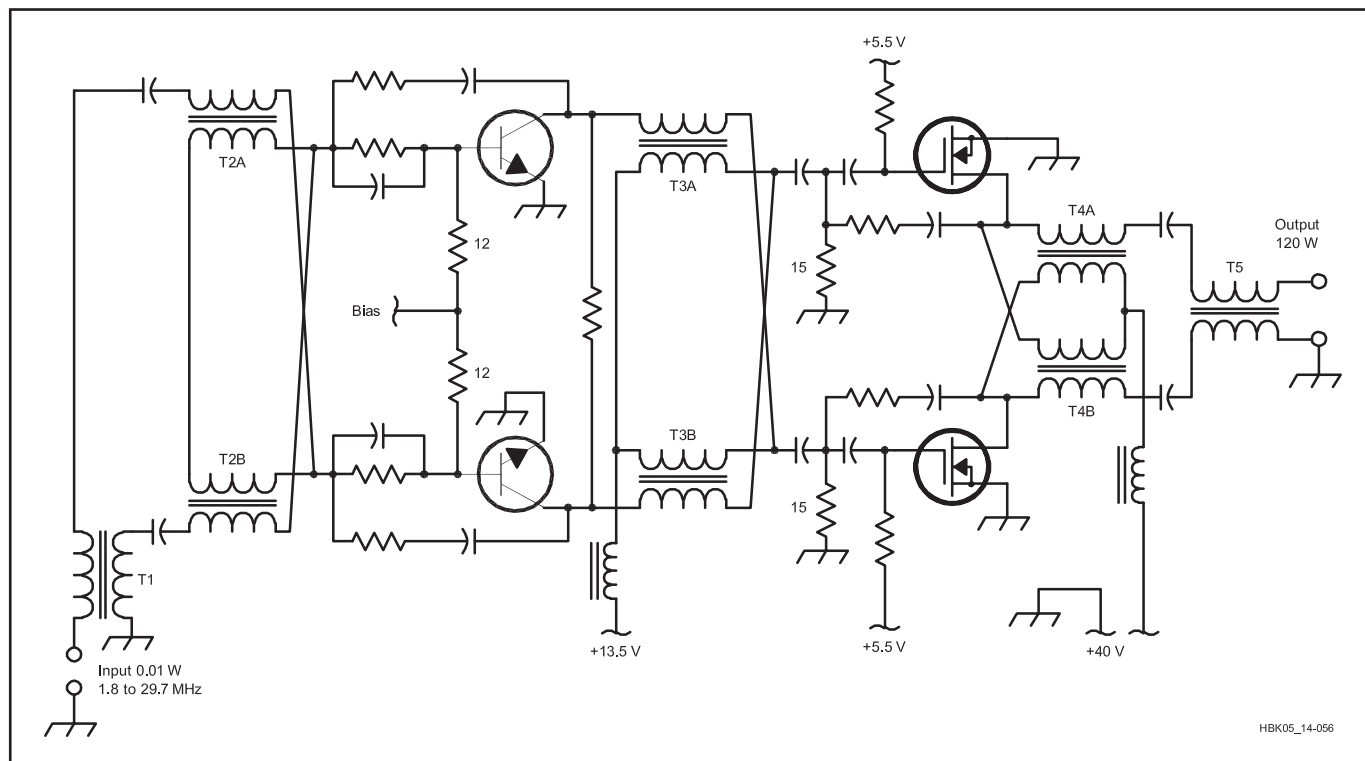 +5.5 V
T2A
T3A
T4A
Output
120 W
T5
12
15
Bias
12
T2B
T3B
T4B
15
T1
+13.5 V
+5.5 V
+40 V
Input 0.01 W
1.8 to 29.7 MHz
HBK05_14-056